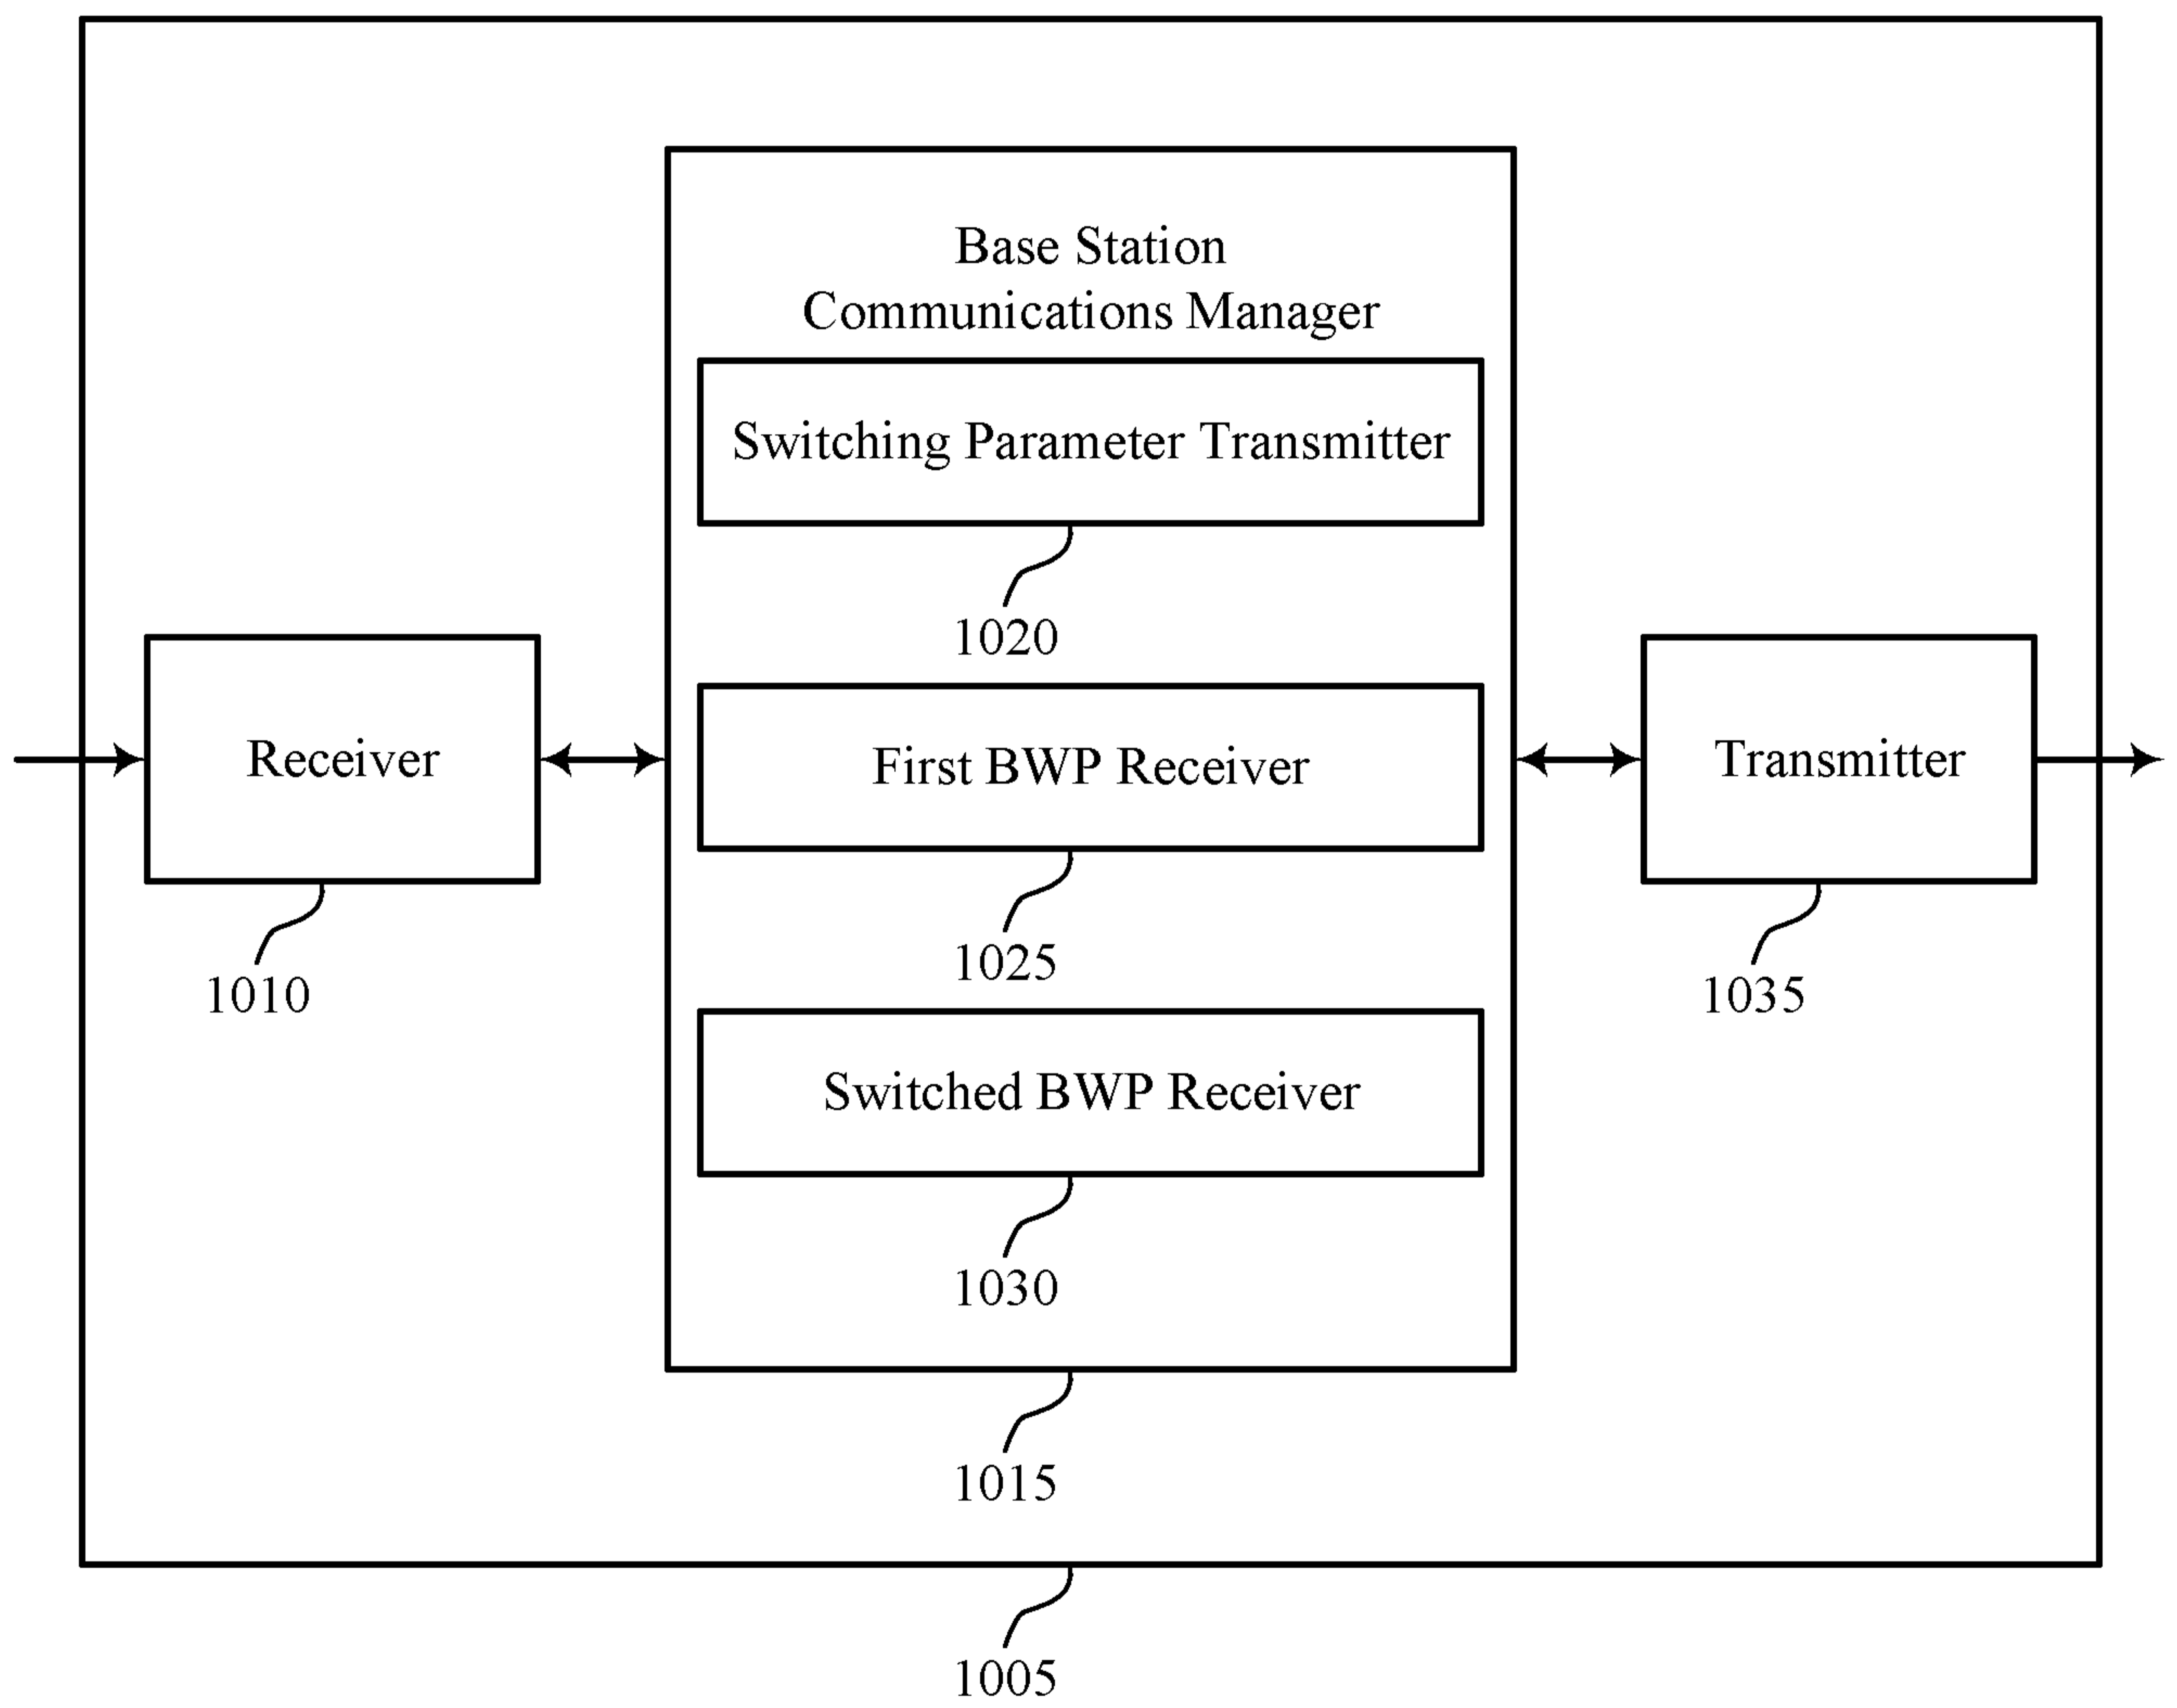 Base Station
Communications Manager
Switching Parameter Transmitter
1020
Receiver
1010
First BWP Receiver
1025
Transmitter
1035
Switched BWP Receiver
1030
1015
1005